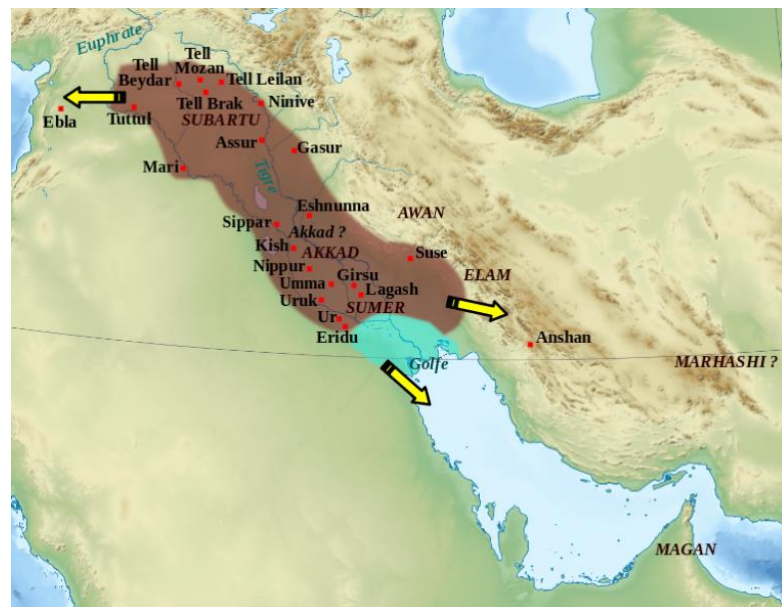 Euphrate
Tell
Beydar
Tell
Mozan
Tell Leilan
Tell Brak
Ninive
Ebla
Tuttul
SUBARTU
Assur
Gasur
Mari
Tigre
Eshnunna
AWAN
Sippar
Akkad ?
Kish
AKKAD
Suse
Nippur
ELAM
Umma
Girsu
Lagash
Uruk
SUMER
Ur
Eridu
Anshan
Golfe
MARHASHI ?
MAGAN